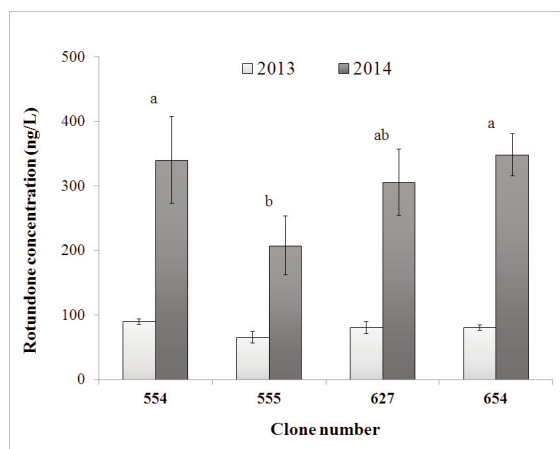 500
400
300
200
100
0
Rotundone concentration (ng/L)
2013 2014
a
b
ab
a
554 555 627 654
Clone number